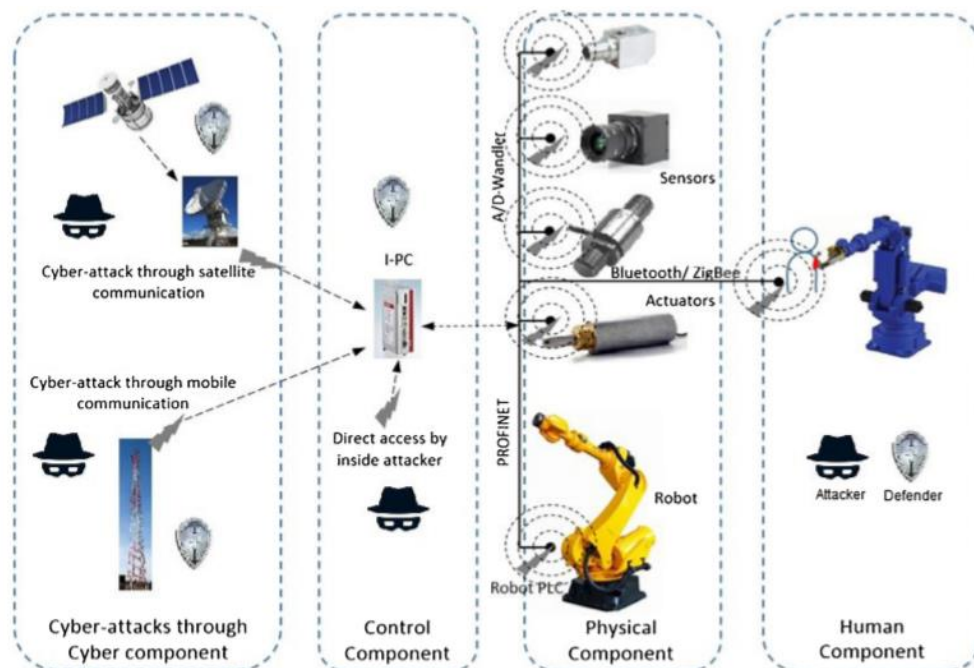 Cyber-attack through satellite
communication
Cyber-attack through mobile
communication
Cyber-attacks through
Cyber component
I-PC
Direct access by
inside attacker
Control
Component
A/D-Wandler
Sensors
Bluetooth/ ZigBee
Actuators
PROFINET
Robot
Robot PLC
Physical
Component
Attacker
Defender
Human
Component